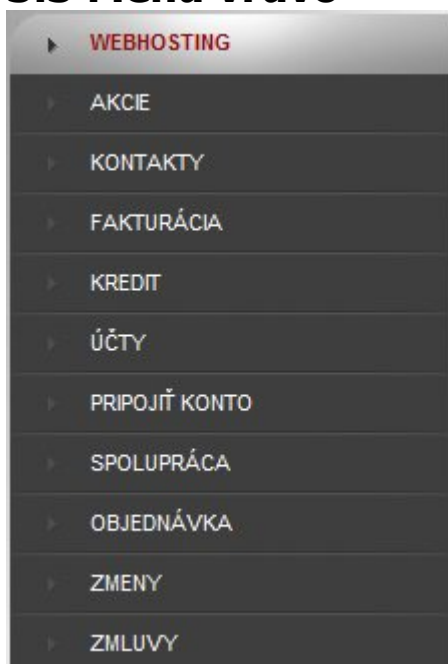 WEBHOSTING
AKCIE
KONTAKTY
FAKTURÁCIA
KREDIT
ÚČTY
PRIPOJIŤ KONTO
SPOLUPRÁCA
OBJEDNÁVKA
ZMENY
ZMLUVY